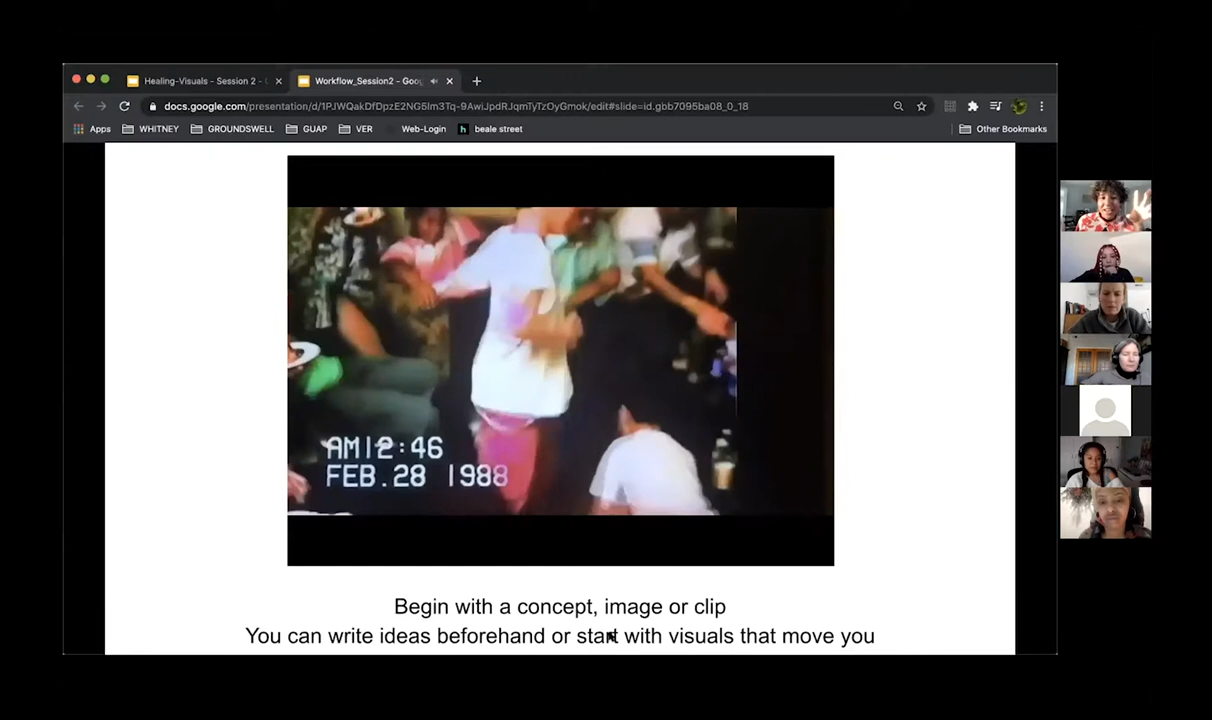 Healing-Visuals - Session 2 - G
Workflow_Session2 - Goog
docs.google.com/presentation/d/1PJWQakDfDpzE2NG5lm3Tq-9AwiJpdRJqmTyTzOyGmok/edit#slide=id.gbb7095ba08_0_18
Apps WHITNEY GROUNDSWELL GUAP VER Web-Login h beale street Other Bookmarks
AM12:46
FEB.28 1988
Begin with a concept, image or clip
You can write ideas beforehand or start with visuals that move you